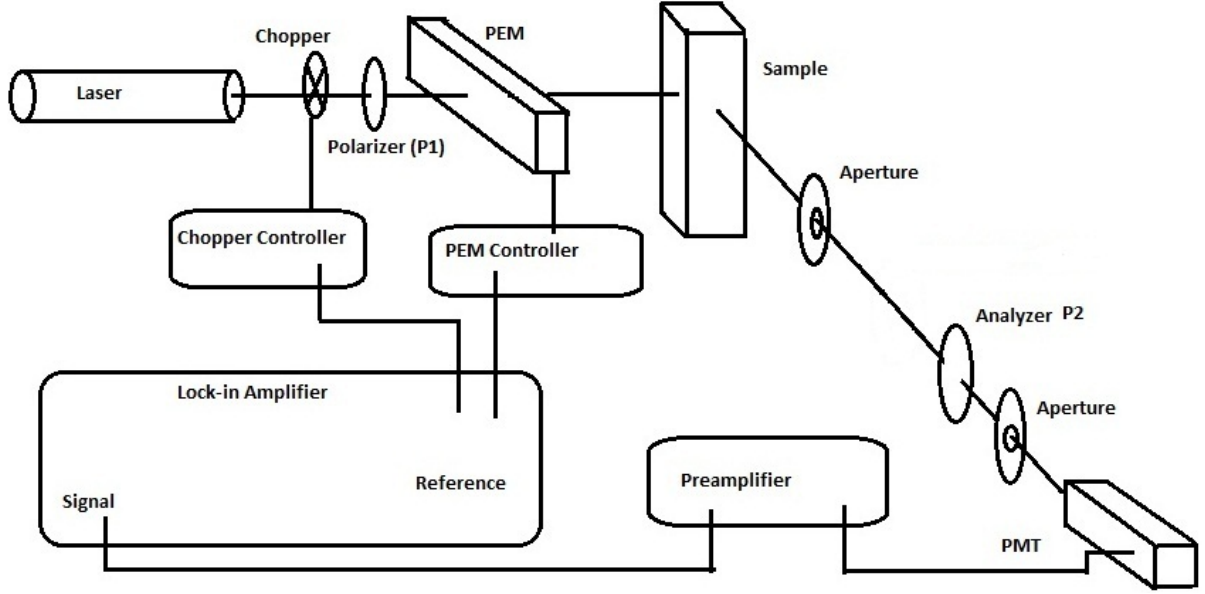 Chopper
PEM
Laser
Sample
Polarizer (P1)
Aperture
Chopper Controller
PEM Controller
Analyzer P2
Lock-in Amplifier
Aperture
Reference
Preamplifier
Signal
PMT